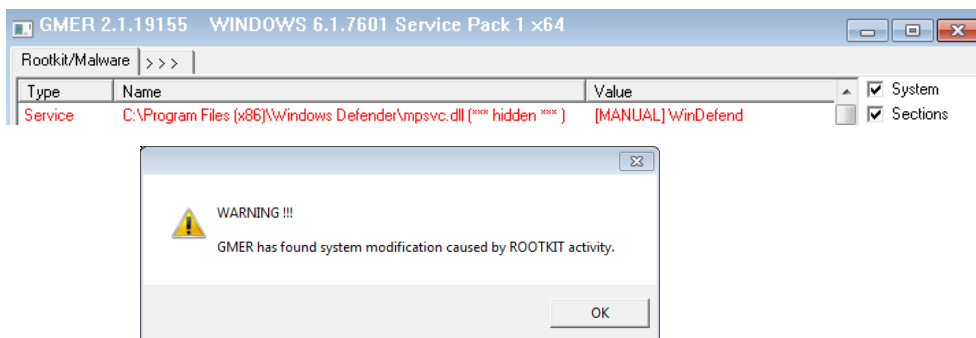 GMER 2.1.19155 WINDOWS 6.1.7601 Service Pack 1 x64
Rootkit/Malware > > >
Type Name Value System
Service C:\Program Files (x86)\Windows Defender\mpsvc.dll (*** hidden *** ) [MANUAL] WinDefend Sections
WARNING !!!
GMER has found system modification caused by ROOTKIT activity.
OK